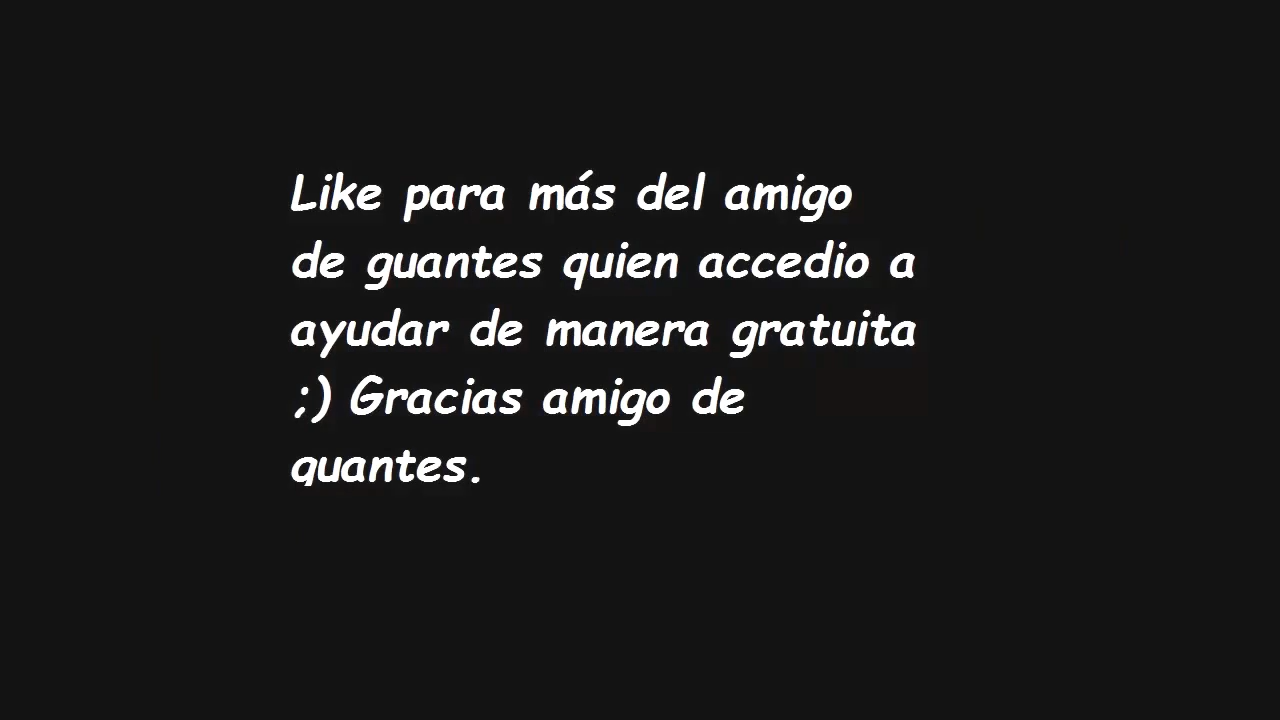 Like para más del amigo
de guantes quien accedio a
ayudar de manera gratuita
;) Gracias amigo de
guantes.